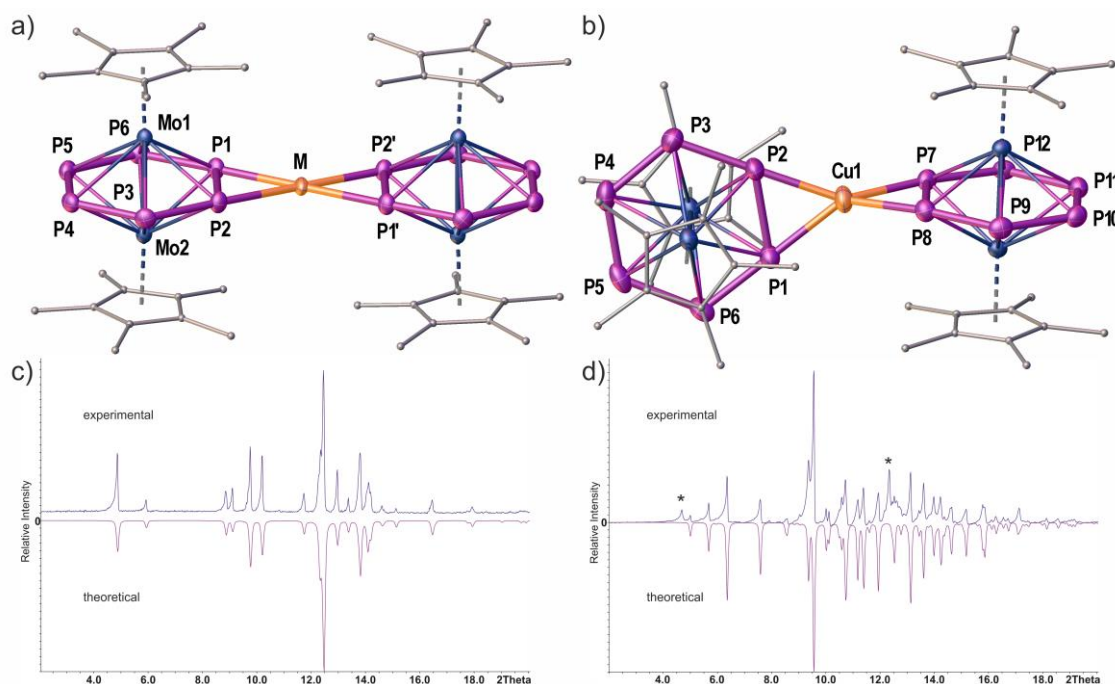 a)
b)
Mo1
P6
P1
P5
M
P2'
P3
P4
P2
P1'
Mo2
P3
P4
P2
Cu1
P7
P12
P11
P10
P9
P8
P5
P1
P6
c)
experimental
Relative Intensity
0
theoretical
4.0 6.0 8.0 10.0 12.0 14.0 16.0 2Theta
d)
experimental
*
*
Relative Intensity
0
theoretical
4.0 6.0 8.0 10.0 12.0 14.0 16.0 18.0 2Theta